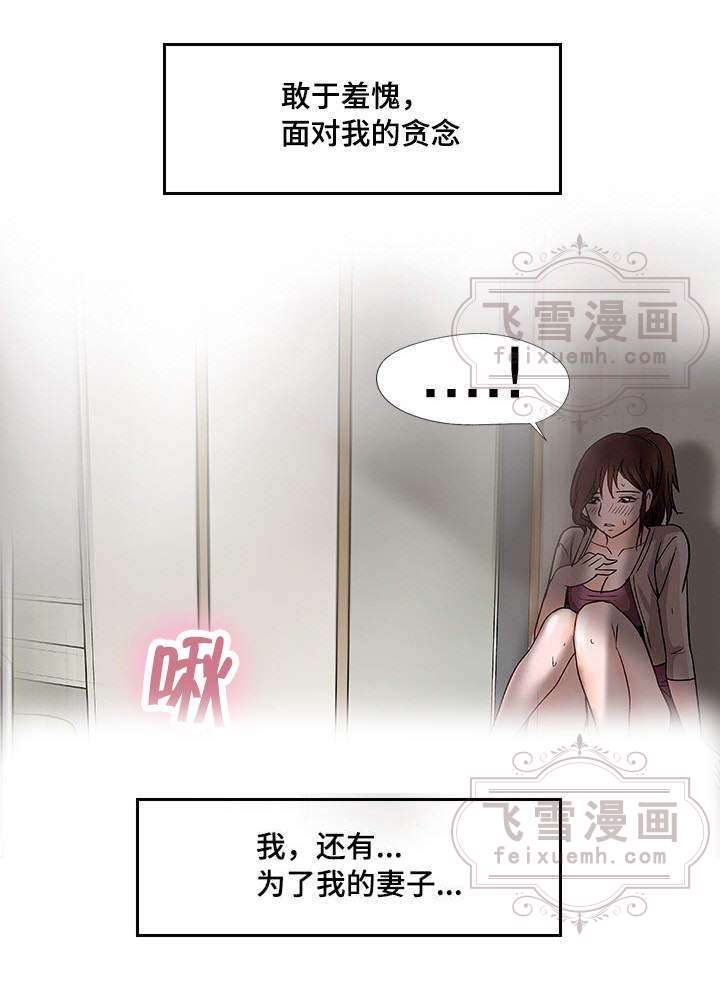 敢于羞愧，
面对我的贪念
飞雪漫画
feixuemh.com
.....!
啾
飞雪漫画
feixuemh.com
我，还有...
为了我的妻子...